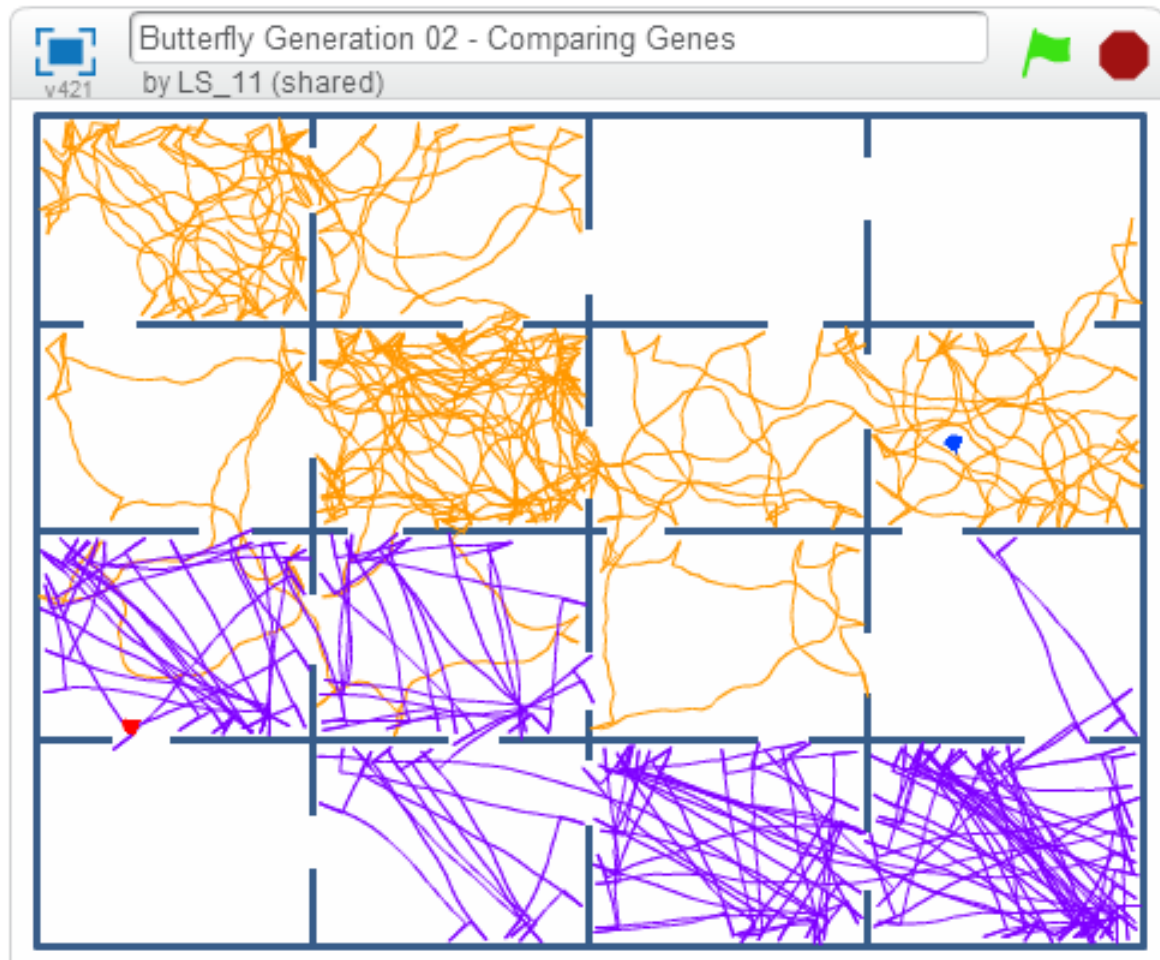 Butterfly Generation 02 - Comparing Genes
v421
by LS_11 (shared)